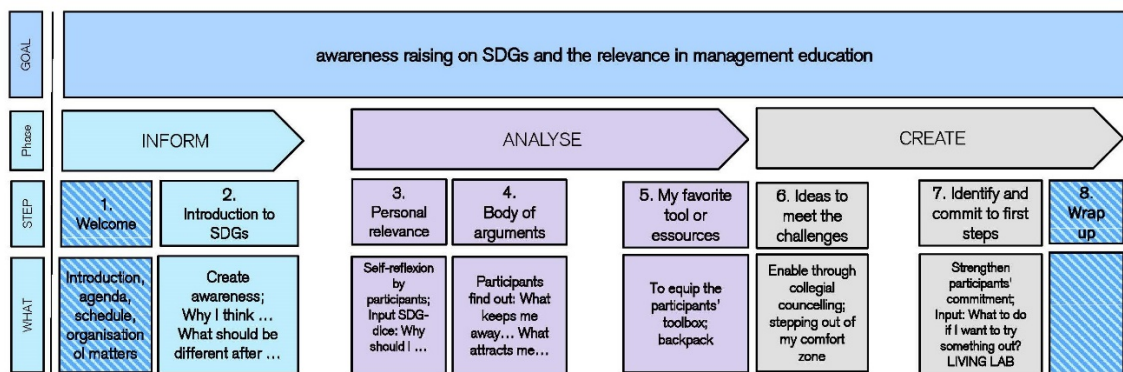 GOAL
awareness raising on SDGs and the relevance in management education
Phase
INFORM
ANALYSE
CREATE
STEP
1.
Welcome
2.
Introduction to
SDGs
3.
Personal
relevance
4.
Body of
arguments
5. My favorite
tool or
essources
6. Ideas to
meet the
challenges
7. Identify and
commit to first
steps
8.
Wrap
up
WHAT
Introduction,
agenda,
schedule,
organisation
of matters
Create
awareness;
Why I think ...
What should be
different after ...
Self-reflexion
by
participants;
Input SDG-
dice: Why
should I ...
Participants
find out: What
keeps me
away... What
attracts me...
To equip the
participants'
toolbox;
backpack
Enable through
collegial
councelling;
stepping out of
my comfort
zone
Strengthen
participants'
commitment;
Input: What to do
if I want to try
something out?
LIVING LAB